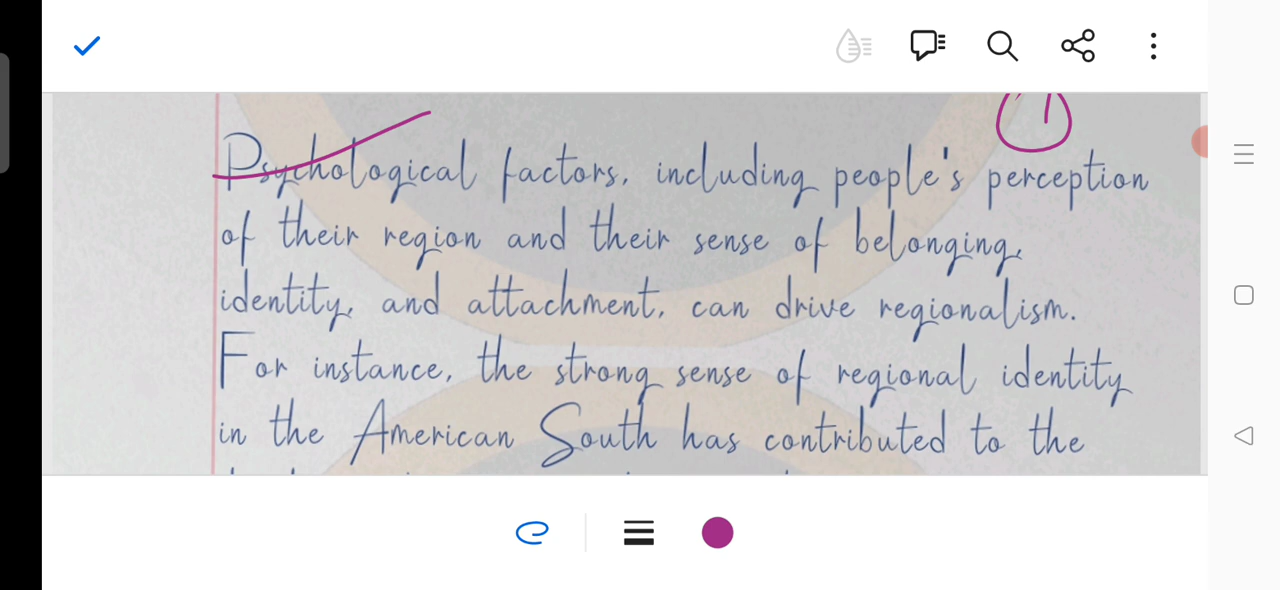 Psychological factors, including people's perception
of their region and their sense of belonging,
identity, and attachment, can drive regionalism.
For instance, the strong sense of regional identity
in the American South has contributed to the